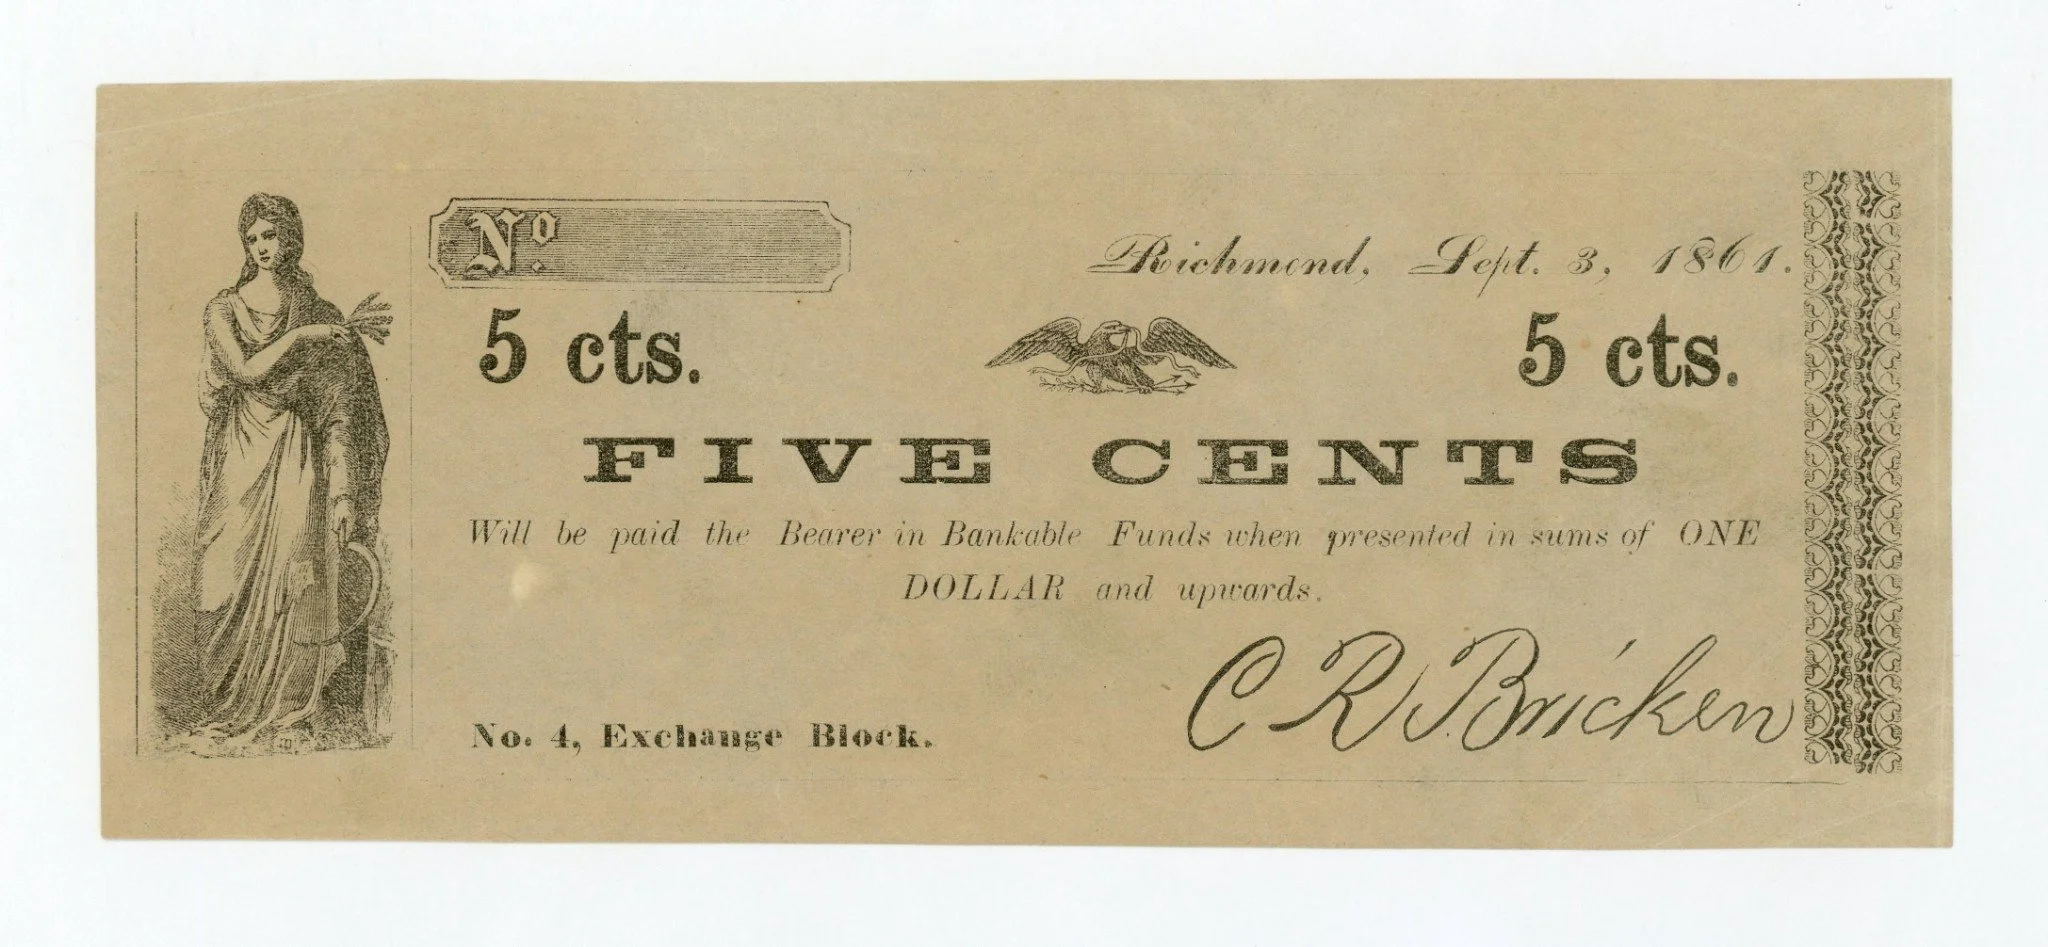 No.
Richmond, Sept. 3, 1861.
5 cts. 5 cts.
FIVE CENTS
Will be paid the Bearer in Bankable Funds when presented in sums of ONE
DOLLAR and upwards.
No. 4, Exchange Block.
C R Bricken